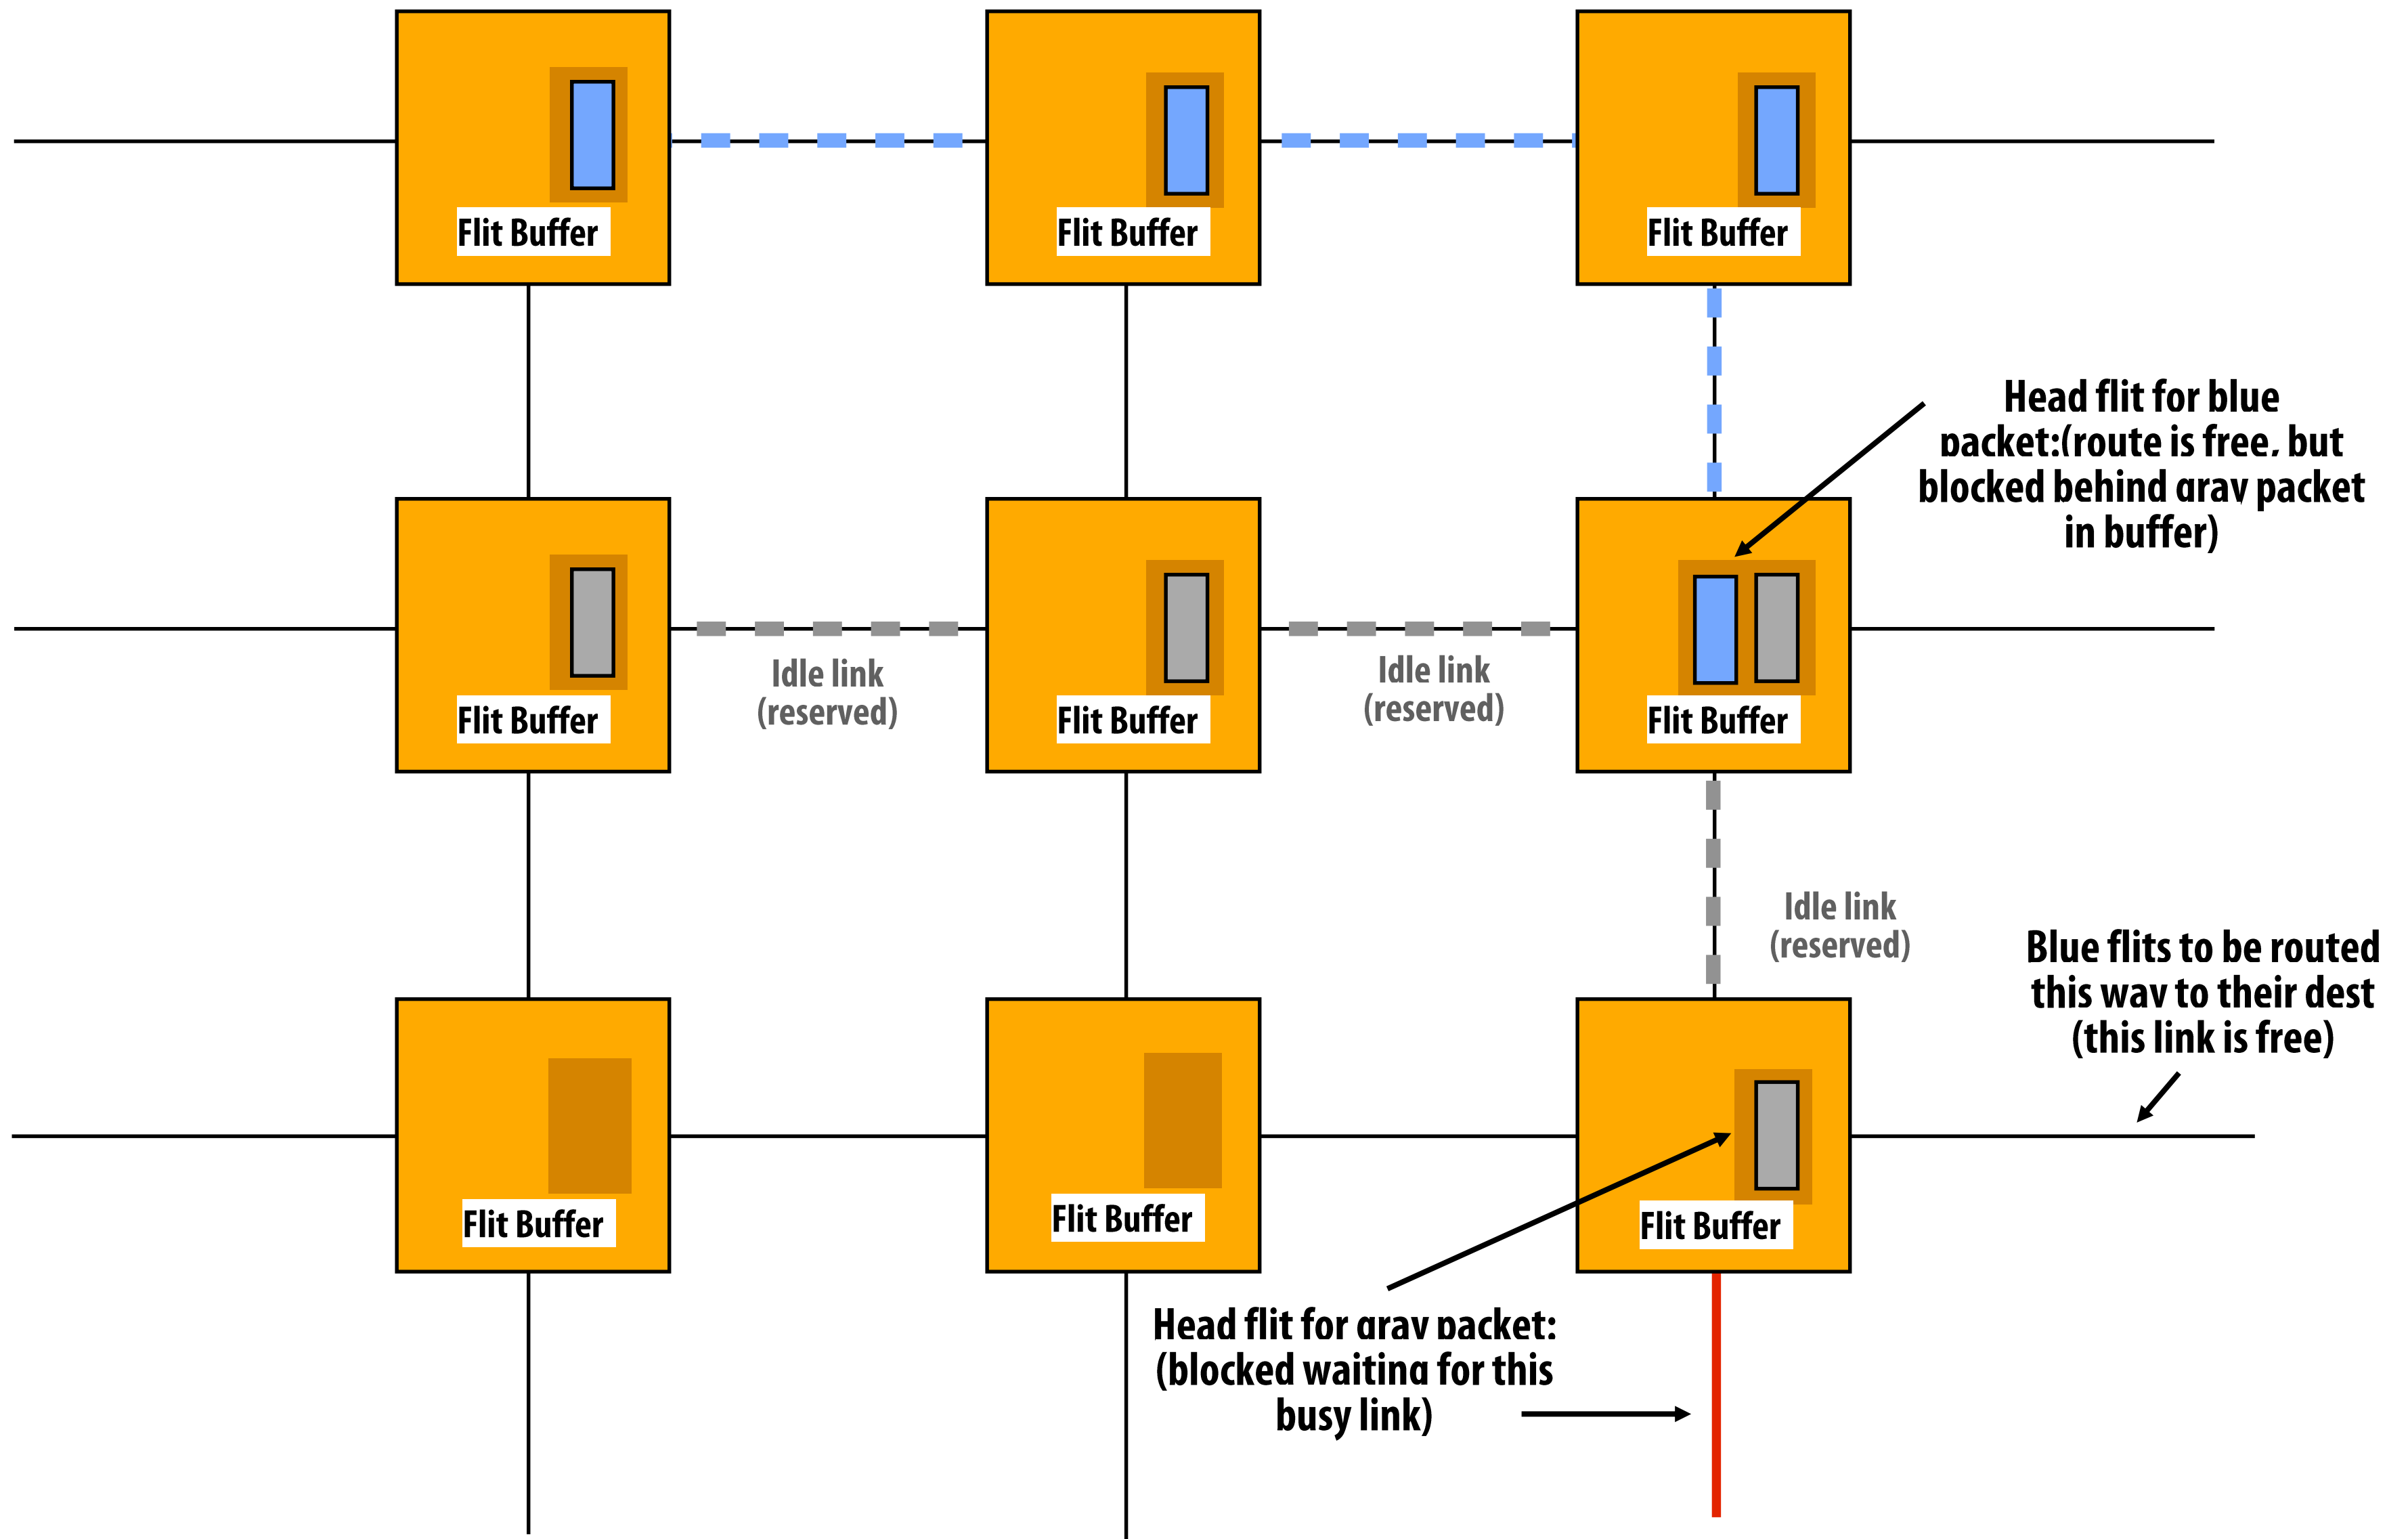 Flit Buffer
Flit Buffer
Flit Buffer
Head flit for blue
packet:(route is free, but
blocked behind gray packet
in buffer)
Flit Buffer
Idle link
(reserved)
Flit Buffer
Idle link
(reserved)
Flit Buffer
Idle link
(reserved)
Blue flits to be routed
this way to their dest
(this link is free)
Flit Buffer
Flit Buffer
Flit Buffer
Head flit for gray packet:
(blocked waiting for this
busy link)